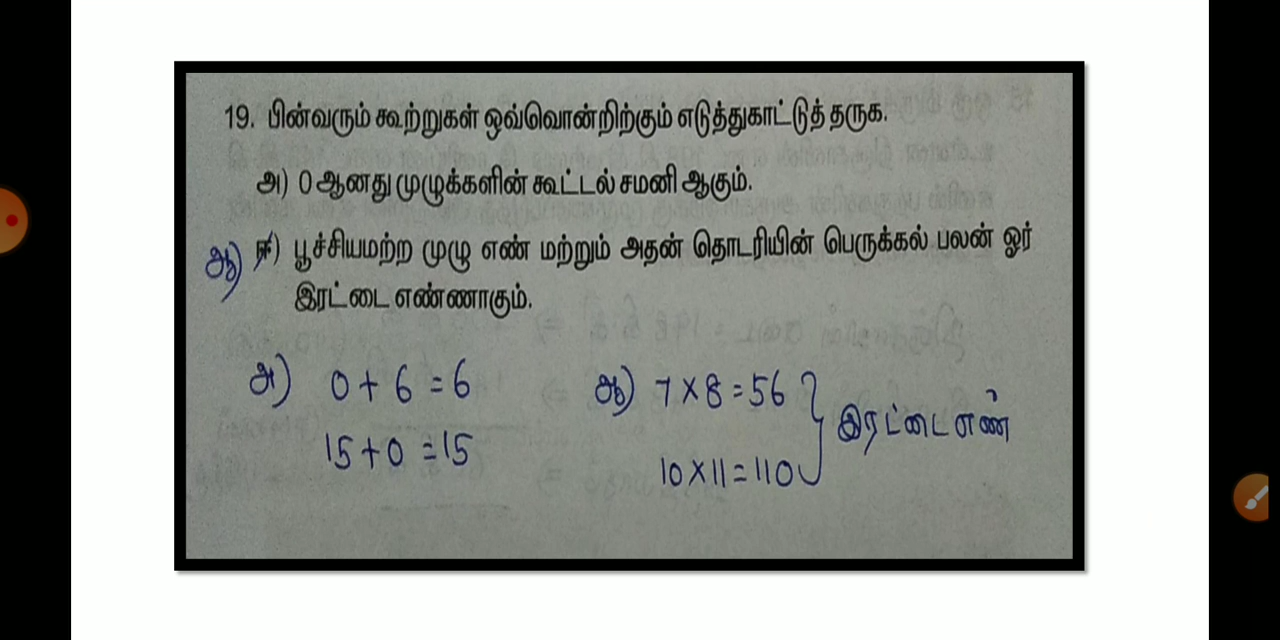 19. பின்வரும் கூற்றுகள் ஒவ்வொன்றிற்கும் எடுத்துகாட்டுத் தருக.
அ) 0 ஆனது முழுக்களின் கூட்டல் சமனி ஆகும்.
ஆ) பூச்சியமற்ற முழு எண் மற்றும் அதன் தொடரியின் பெருக்கல் பலன் ஓர்
இரட்டை எண்ணாகும்.
அ) 0 + 6 = 6
15 + 0 = 15
ஆ) 7 × 8 = 56
10 × 11 = 110
இரட்டை எண்